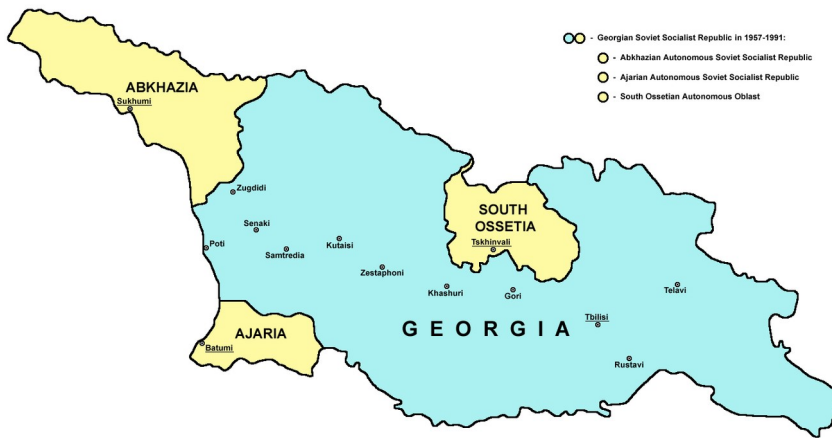 - Georgian Soviet Socialist Republic in 1957-1991:
- Abkhazian Autonomous Soviet Socialist Republic
- Ajarian Autonomous Soviet Socialist Republic
- South Ossetian Autonomous Oblast
ABKHAZIA
Sukhumi
Zugdidi
SOUTH
OSSETIA
Senaki
Poti
Samtredia
Kutaisi
Tskhinvali
Zestaphoni
Khashuri
Gori
Telavi
Tbilisi
GEORGIA
AJARIA
Batumi
Rustavi